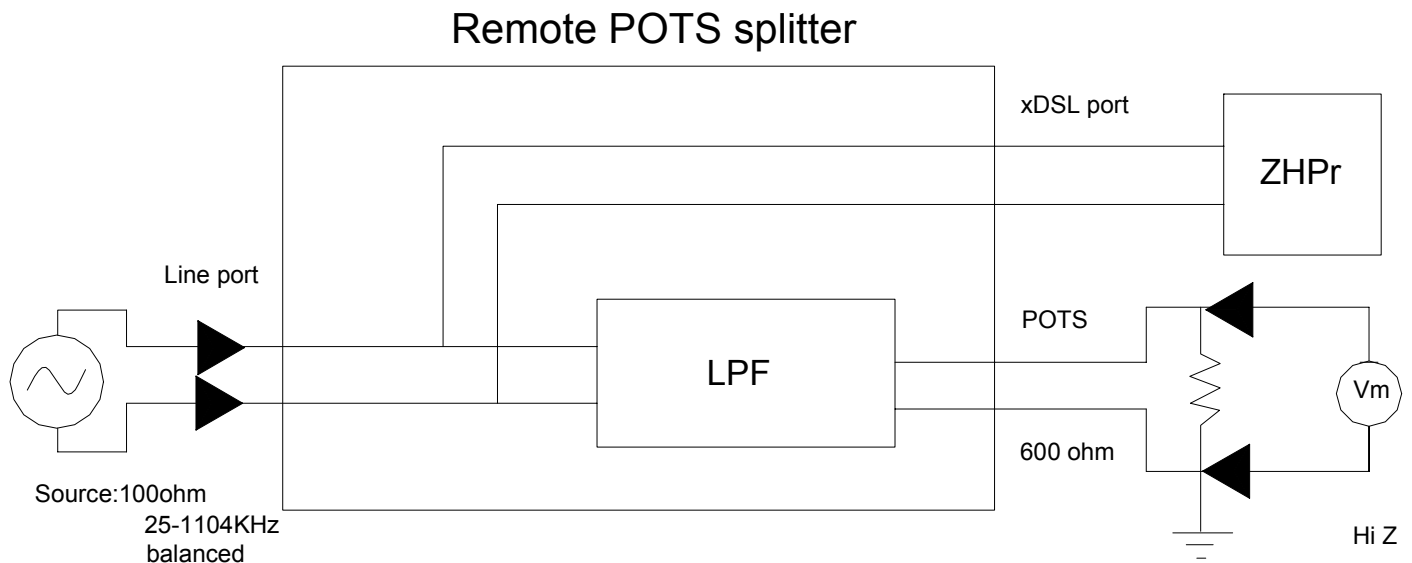 Remote POTS splitter
xDSL port
ZHPr
Line port
POTS
LPF
Vm
600 ohm
Source:100ohm
25-1104KHz
balanced
Hi Z